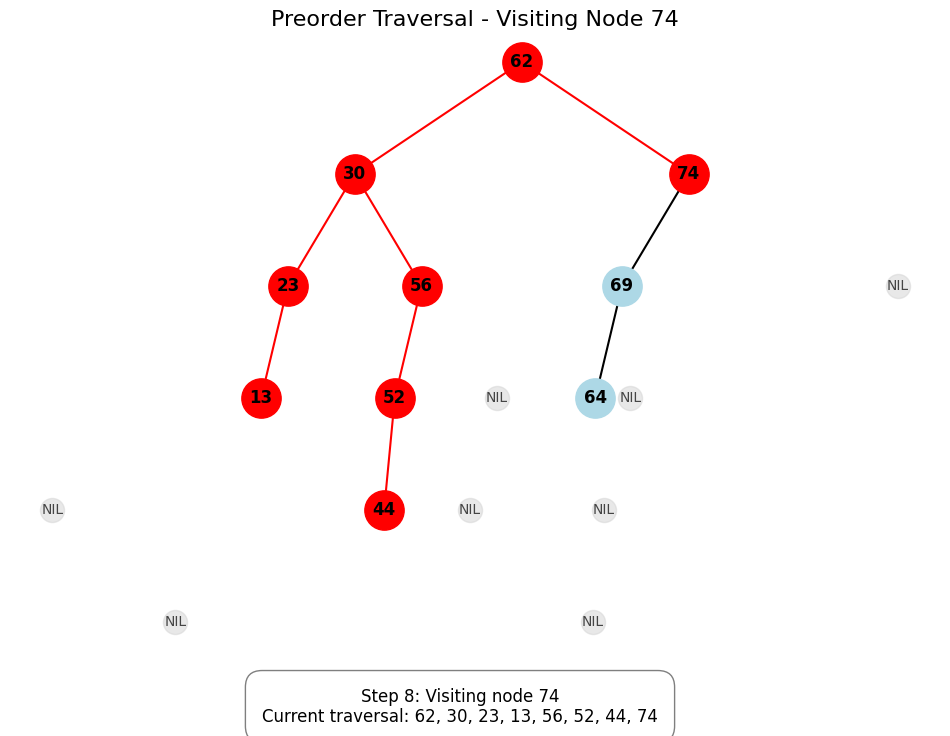 Preorder Traversal - Visiting Node 74
62
30
74
23
56
69
NIL
13
52
NIL
64
NIL
NIL
44
NIL
NIL
NIL
NIL
Step 8: Visiting node 74
Current traversal: 62, 30, 23, 13, 56, 52, 44, 74